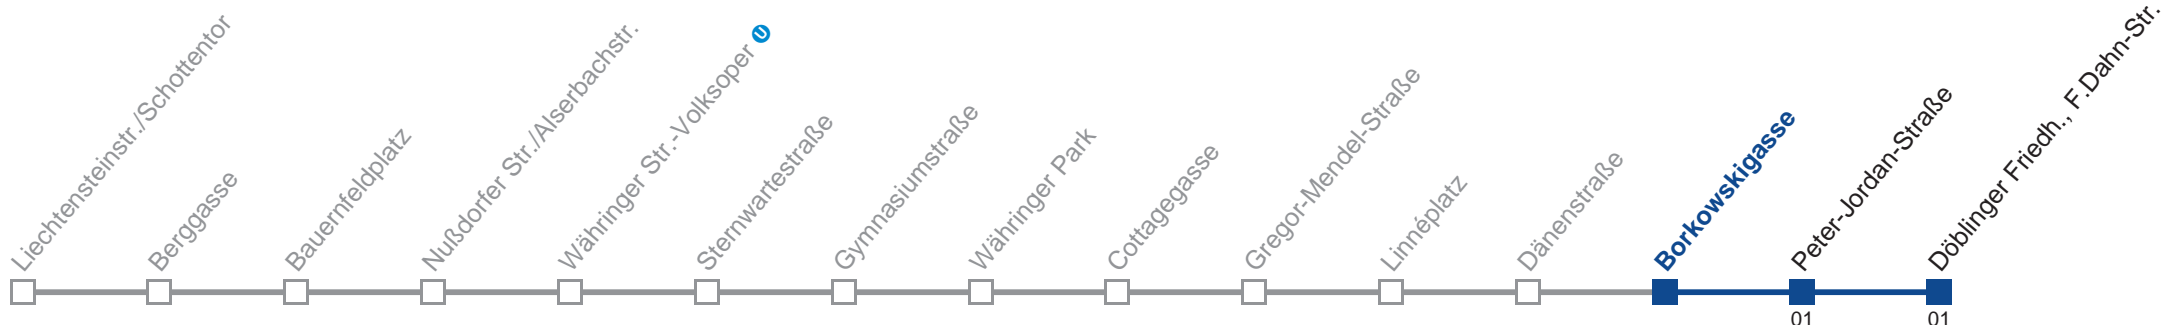 Liechtensteinstr./Schottentor
Berggasse
Bauernfeldplatz
Nußdorfer Str./Alserbachstr.
Währinger Str.-Volksoper U
Sternwartestraße
Gymnasiumstraße
Währinger Park
Cottagegasse
Gregor-Mendel-Straße
Linnéplatz
Dänenstraße
Borkowskigasse
Peter-Jordan-Straße
Döblinger Friedh., F.Dahn-Str.
01
01